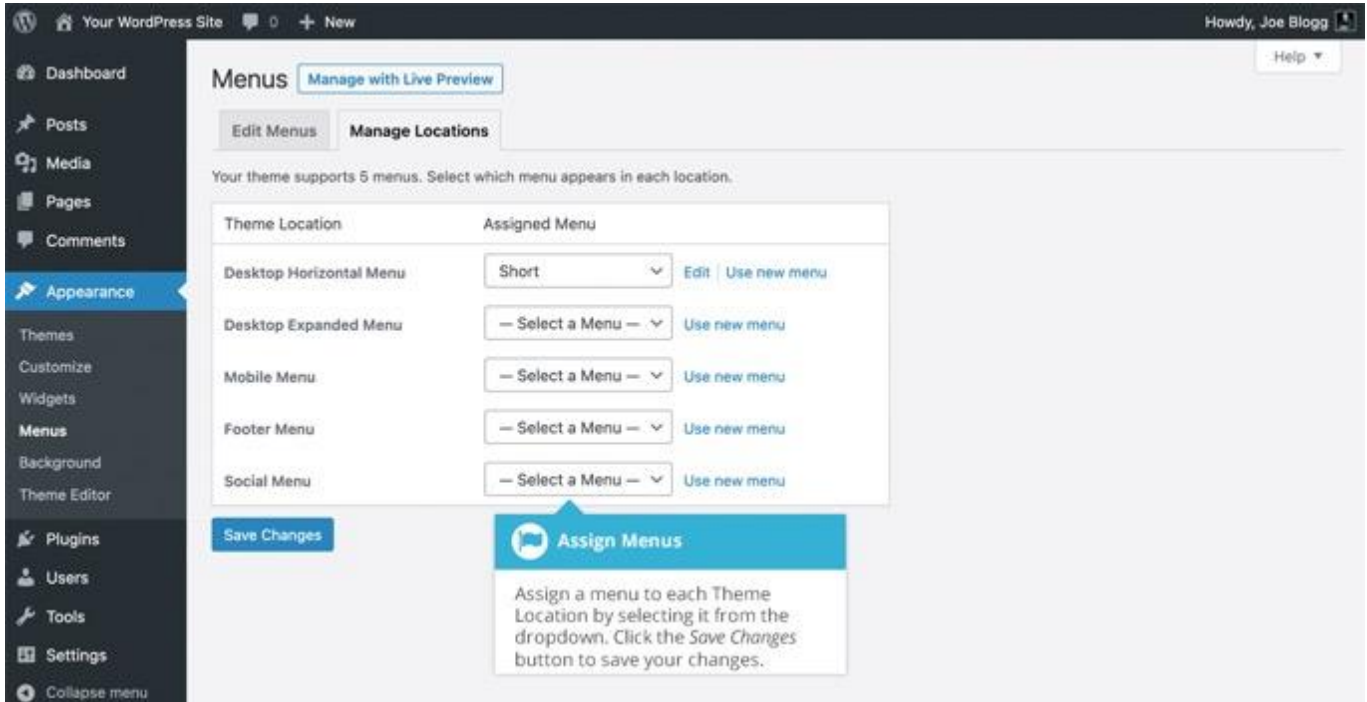 Your WordPress Site 0 + New Howdy, Joe Blogg
Help
Dashboard
Posts
Media
Pages
Comments
Appearance
Themes
Customize
Widgets
Menus
Background
Theme Editor
Plugins
Users
Tools
Settings
Collapse menu
Menus Manage with Live Preview
Edit Menus Manage Locations
Your theme supports 5 menus. Select which menu appears in each location.
Theme Location Assigned Menu
Desktop Horizontal Menu Short Edit | Use new menu
Desktop Expanded Menu — Select a Menu — Use new menu
Mobile Menu — Select a Menu — Use new menu
Footer Menu — Select a Menu — Use new menu
Social Menu — Select a Menu — Use new menu
Save Changes
Assign Menus
Assign a menu to each Theme
Location by selecting it from the
dropdown. Click the Save Changes
button to save your changes.